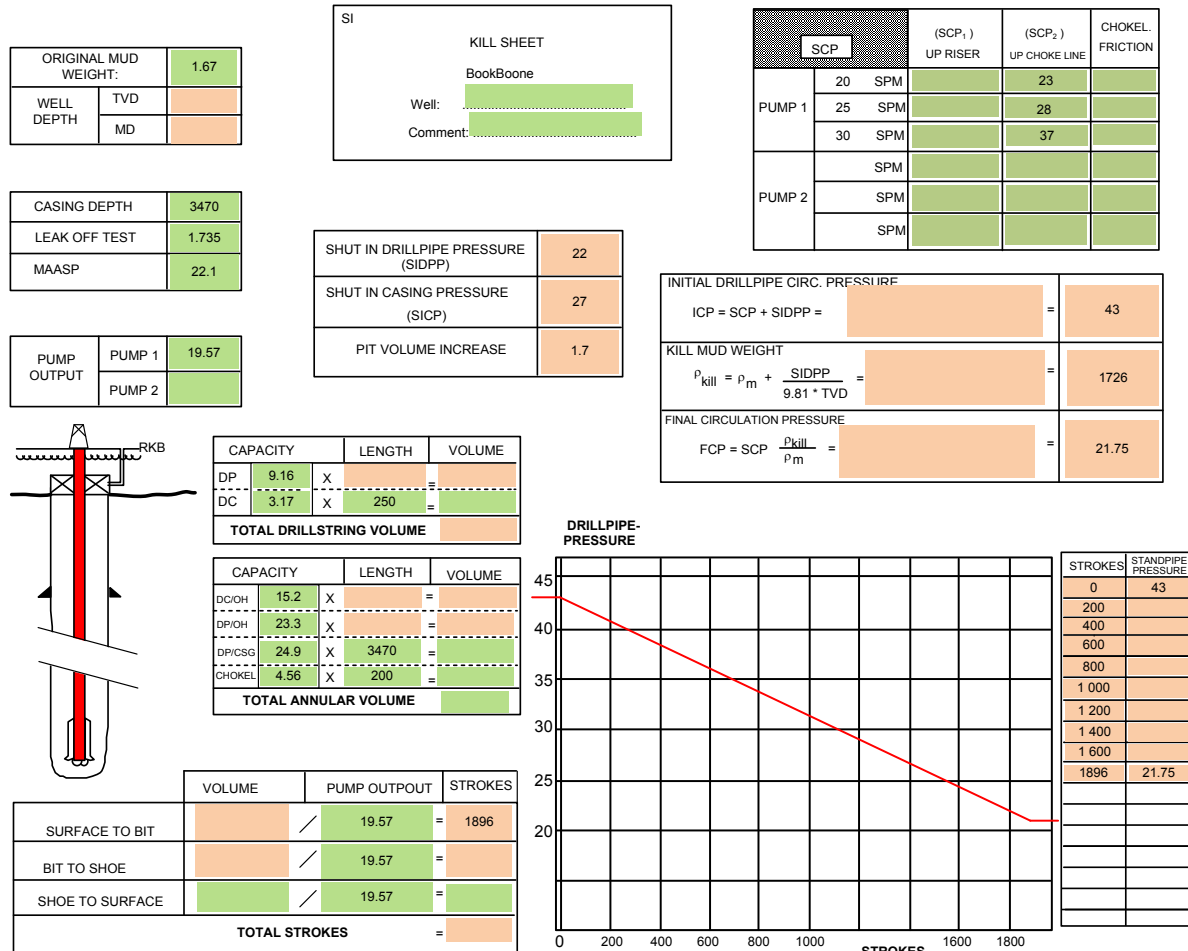 SI
KILL SHEET
BookBoone
Well:
Comment:
ORIGINAL MUD WEIGHT: 1.67
WELL DEPTH
TVD
MD
(SCP1) UP RISER
(SCP2) UP CHOKE LINE
CHOKEL. FRICTION
SCP
PUMP 1
20 SPM 23
25 SPM 28
30 SPM 37
PUMP 2
SPM
SPM
SPM
CASING DEPTH 3470
LEAK OFF TEST 1.735
MAASP 22.1
SHUT IN DRILLPIPE PRESSURE (SIDPP) 22
SHUT IN CASING PRESSURE (SICP) 27
PIT VOLUME INCREASE 1.7
INITIAL DRILLPIPE CIRC. PRESSURE
ICP = SCP + SIDPP = = 43
KILL MUD WEIGHT
ρkill = ρm + SIDPP / 9.81 * TVD = = 1726
FINAL CIRCULATION PRESSURE
FCP = SCP ρkill / ρm = = 21.75
PUMP OUTPUT
PUMP 1 19.57
PUMP 2
RKB
CAPACITY LENGTH VOLUME
DP 9.16 X =
DC 3.17 X 250 =
TOTAL DRILLSTRING VOLUME
CAPACITY LENGTH VOLUME
DC/OH 15.2 X =
DP/OH 23.3 X =
DP/CSG 24.9 X 3470 =
CHOKEL 4.56 X 200 =
TOTAL ANNULAR VOLUME
VOLUME PUMP OUTPOUT STROKES
SURFACE TO BIT / 19.57 = 1896
BIT TO SHOE / 19.57 =
SHOE TO SURFACE / 19.57 =
TOTAL STROKES =
DRILLPIPE-PRESSURE
45
40
35
30
25
20
0 200 400 600 800 1000 1600 1800
STROKES
STROKES STANDPIPE PRESSURE
0 43
200
400
600
800
1 000
1 200
1 400
1 600
1896 21.75